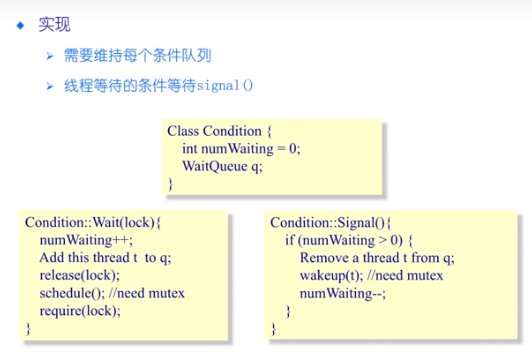 实现
需要维持每个条件队列
线程等待的条件等待signal()
Class Condition {
int numWaiting = 0;
WaitQueue q;
}
Condition::Wait(lock){
numWaiting++;
Add this thread t to q;
release(lock);
schedule(); //need mutex
require(lock);
}
Condition::Signal(){
if (numWaiting > 0) {
Remove a thread t from q;
wakeup(t); //need mutex
numWaiting--;
}
}